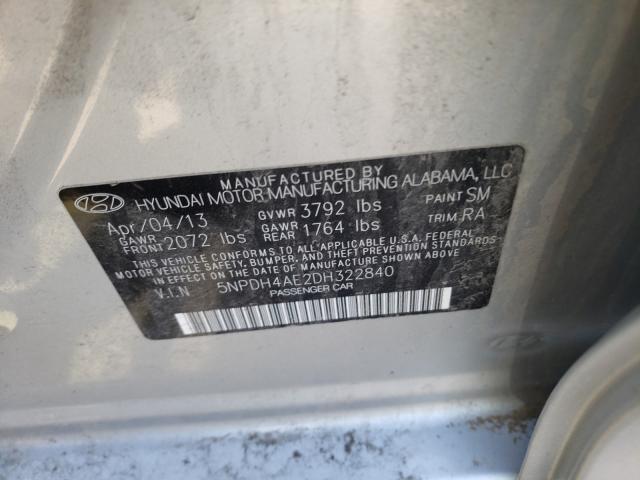 MANUFACTURED BY
HYUNDAI MOTOR MANUFACTURING ALABAMA, LLC
Apr/04/13 GVWR 3792 lbs PAINT SM
GAWR FRONT 2072 lbs GAWR REAR 1764 lbs TRIM RA
THIS VEHICLE CONFORMS TO ALL APPLICABLE U.S.A. FEDERAL
MOTOR VEHICLE SAFETY, BUMPER, AND THEFT PREVENTION
STANDARDS IN EFFECT ON THE DATE OF MANUFACTURE SHOWN ABOVE
V.I.N 5NPDH4AE2DH322840
PASSENGER CAR